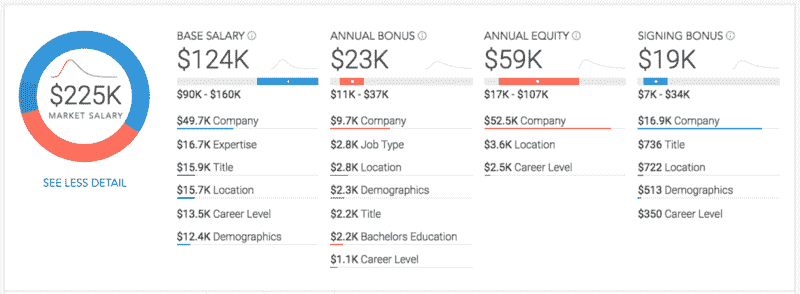 $225K
MARKET SALARY
SEE LESS DETAIL
BASE SALARY
$124K
$90K - $160K
$49.7K Company
$16.7K Expertise
$15.9K Title
$15.7K Location
$13.5K Career Level
$12.4K Demographics
ANNUAL BONUS
$23K
$11K - $37K
$9.7K Company
$2.8K Job Type
$2.8K Location
$2.3K Demographics
$2.2K Title
$2.2K Bachelors Education
$1.1K Career Level
ANNUAL EQUITY
$59K
$17K - $107K
$52.5K Company
$3.6K Location
$2.5K Career Level
SIGNING BONUS
$19K
$7K - $34K
$16.9K Company
$736 Title
$722 Location
$513 Demographics
$350 Career Level